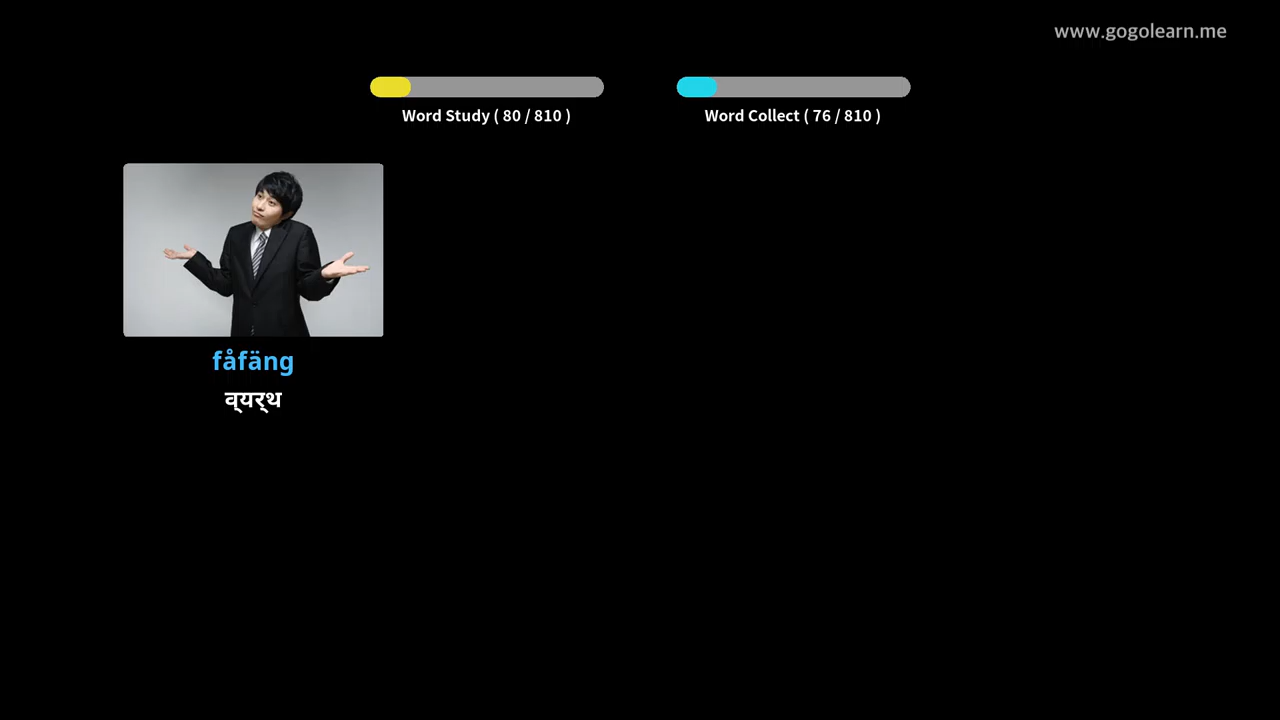 www.gogolearn.me
Word Study ( 80 / 810 )
Word Collect ( 76 / 810 )
fåfäng
व्यर्थ